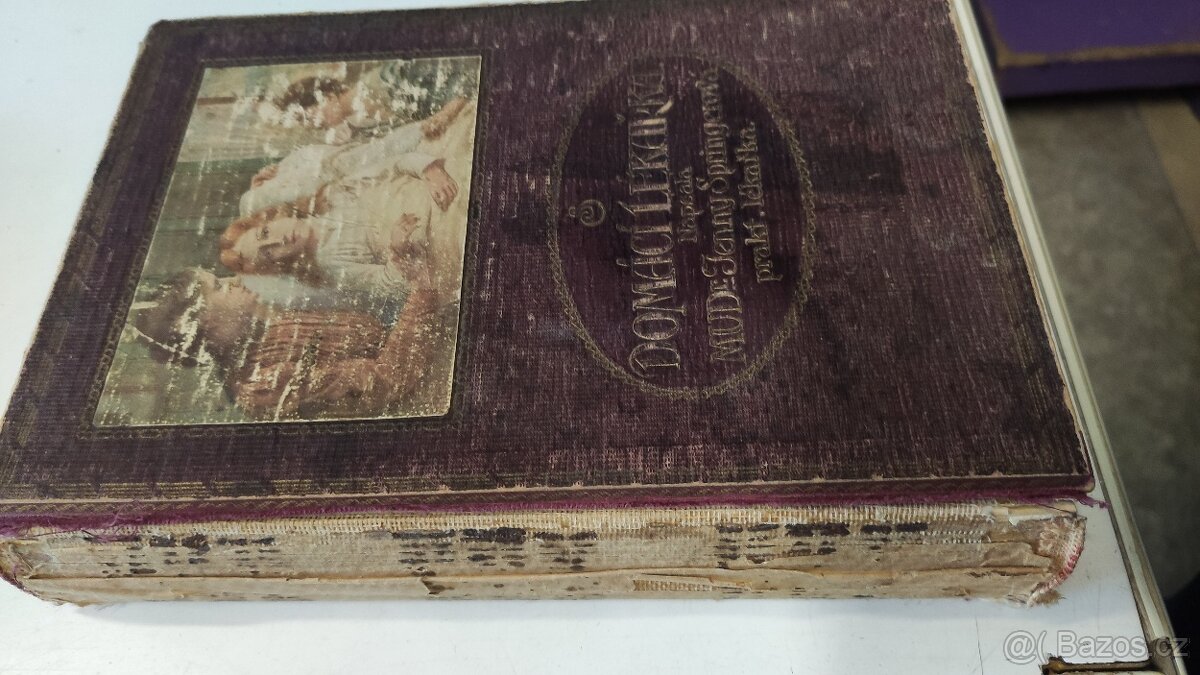 DOMÁCÍ LÉKAŘKA
Napsala
MUDr. Jenny Springerová
prakt. lékařka.
@( Bazos.cz